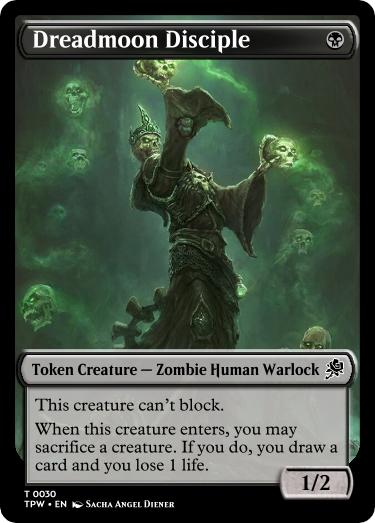 Dreadmoon Disciple
Token Creature — Zombie Human Warlock
This creature can't block.
When this creature enters, you may
sacrifice a creature. If you do, you draw a
card and you lose 1 life.
1/2
T 0030
TPW • EN Sacha Angel Diener